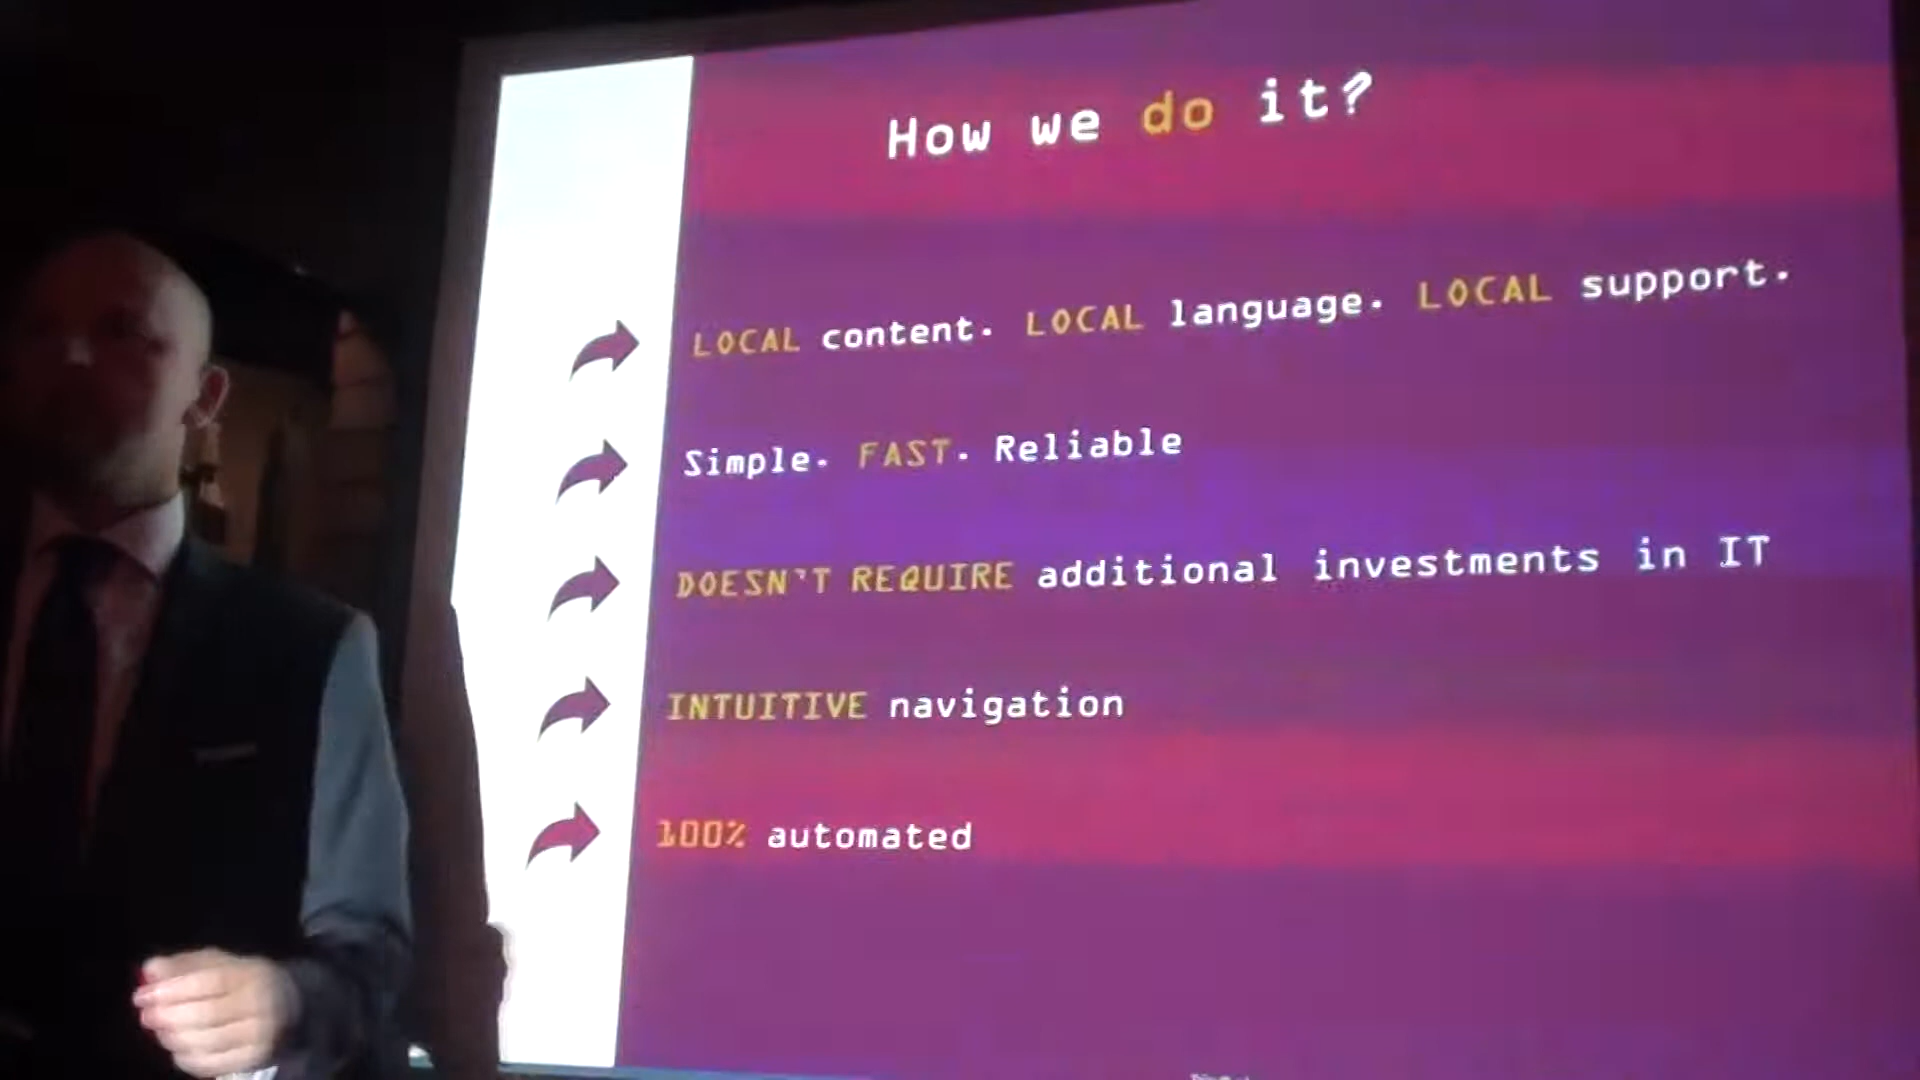 How we do it?
LOCAL content. LOCAL language. LOCAL support.
Simple. FAST. Reliable
DOESN'T REQUIRE additional investments in IT
INTUITIVE navigation
100% automated